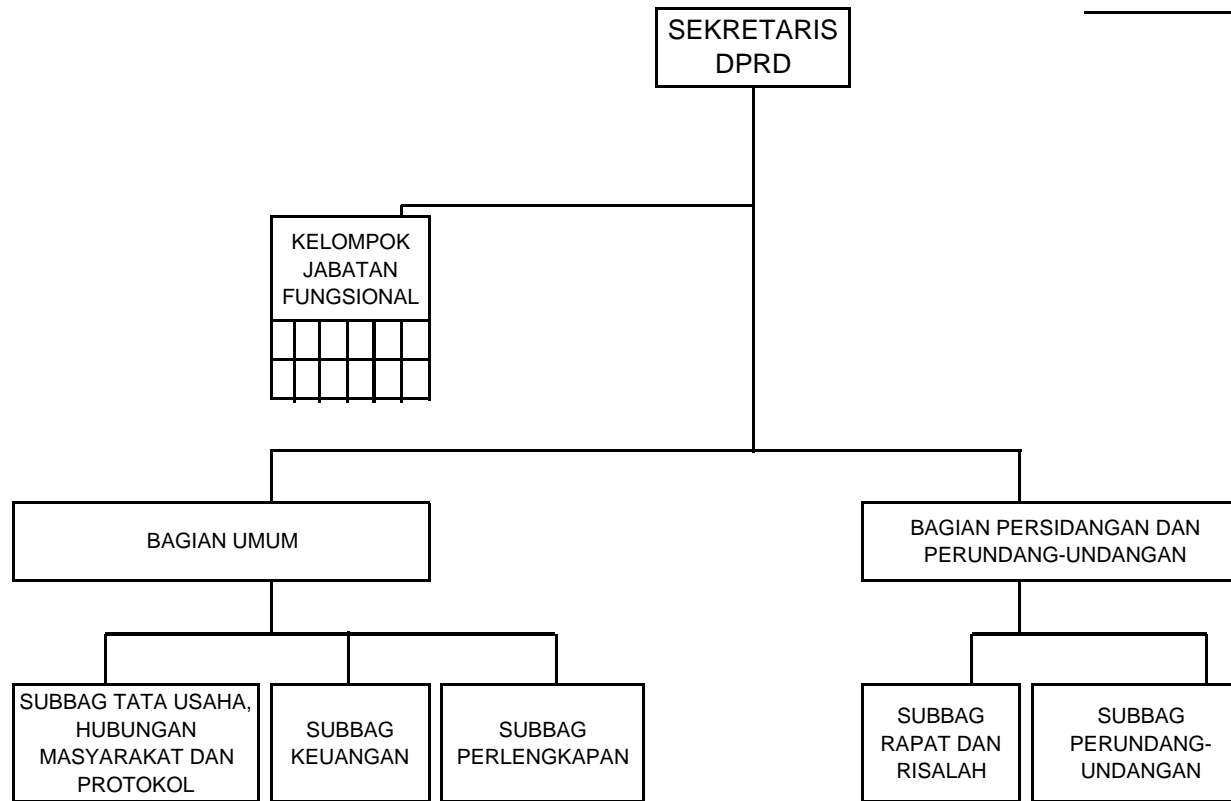 SEKRETARIS
DPRD
KELOMPOK
JABATAN
FUNGSIONAL
BAGIAN UMUM
BAGIAN PERSIDANGAN DAN
PERUNDANG-UNDANGAN
SUBBAG TATA USAHA,
HUBUNGAN
MASYARAKAT DAN
PROTOKOL
SUBBAG
KEUANGAN
SUBBAG
PERLENGKAPAN
SUBBAG
RAPAT DAN
RISALAH
SUBBAG
PERUNDANG-
UNDANGAN